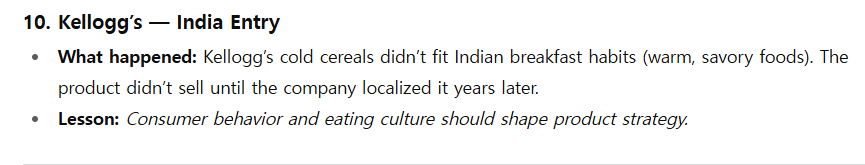 10. Kellogg’s — India Entry
• What happened: Kellogg’s cold cereals didn’t fit Indian breakfast habits (warm, savory foods). The
product didn’t sell until the company localized it years later.
• Lesson: Consumer behavior and eating culture should shape product strategy.